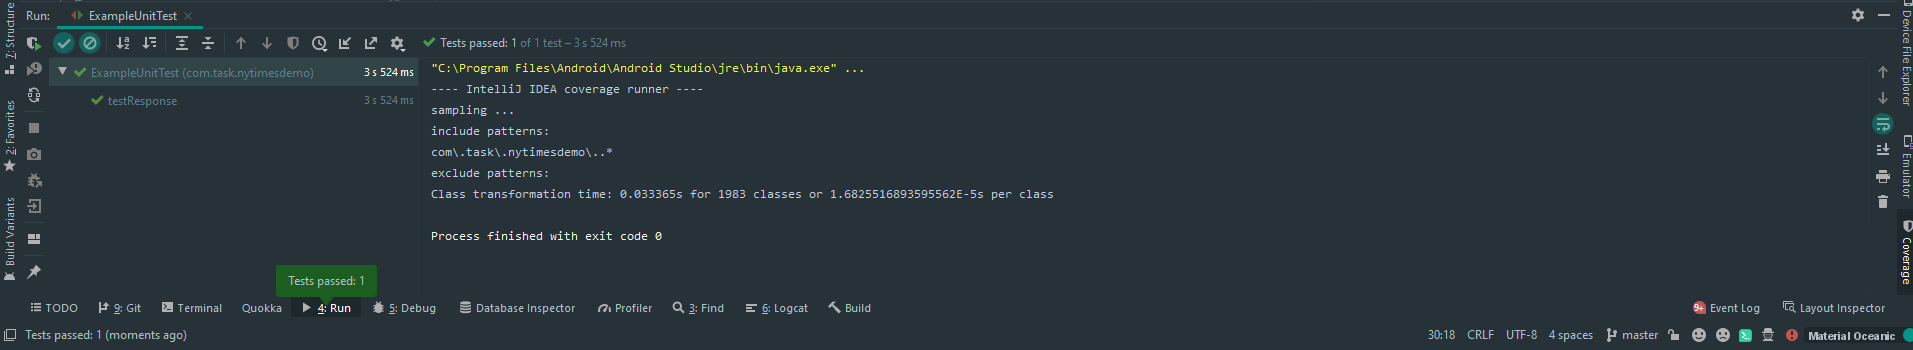 Run: ExampleUnitTest
Tests passed: 1 of 1 test – 3 s 524 ms
ExampleUnitTest (com.task.nytimesdemo) 3 s 524 ms
testResponse 3 s 524 ms
"C:\Program Files\Android\Android Studio\jre\bin\java.exe" ...
---- IntelliJ IDEA coverage runner ----
sampling ...
include patterns:
com\.task\.nytimesdemo\..*
exclude patterns:
Class transformation time: 0.033365s for 1983 classes or 1.6825516893595562E-5s per class
Process finished with exit code 0
Tests passed: 1
7: Structure
2: Favorites
Build Variants
Device File Explorer
Emulator
Coverage
TODO 9: Git Terminal Quokka 4: Run 5: Debug Database Inspector Profiler 3: Find 6: Logcat Build 9+ Event Log Layout Inspector
Tests passed: 1 (moments ago) 30:18 CRLF UTF-8 4 spaces master Material Oceanic